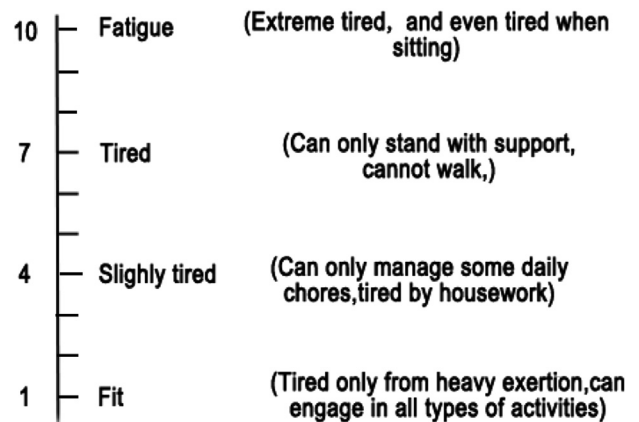 10 Fatigue (Extreme tired, and even tired when
sitting)
7 Tired (Can only stand with support,
cannot walk,)
4 Slighly tired (Can only manage some daily
chores,tired by housework)
1 Fit (Tired only from heavy exertion,can
engage in all types of activities)